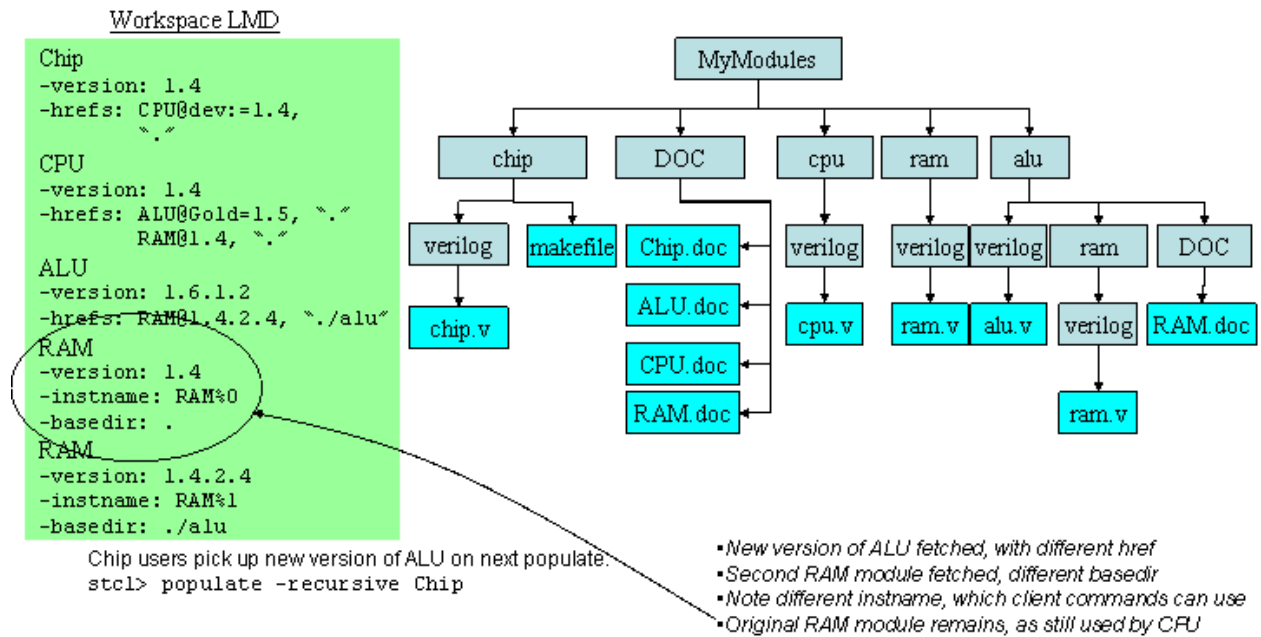 Workspace LMD
Chip
-version: 1.4
-hrefs: CPU@dev:=1.4,
"."
CPU
-version: 1.4
-hrefs: ALU@Gold=1.5, "."
RAM@1.4, "."
ALU
-version: 1.6.1.2
-hrefs: RAM@1.4.2.4, "./alu"
RAM
-version: 1.4
-instname: RAM%0
-basedir: .
RAM
-version: 1.4.2.4
-instname: RAM%1
-basedir: ./alu
Chip users pick up new version of ALU on next populate:
stcl> populate -recursive Chip
MyModules
chip
DOC
cpu
ram
alu
verilog
makefile
Chip.doc
verilog
verilog
verilog
ram
DOC
chip.v
ALU.doc
cpu.v
ram.v
alu.v
verilog
RAM.doc
CPU.doc
RAM.doc
ram.v
▪New version of ALU fetched, with different href
▪Second RAM module fetched, different basedir
▪Note different instname, which client commands can use
▪Original RAM module remains, as still used by CPU